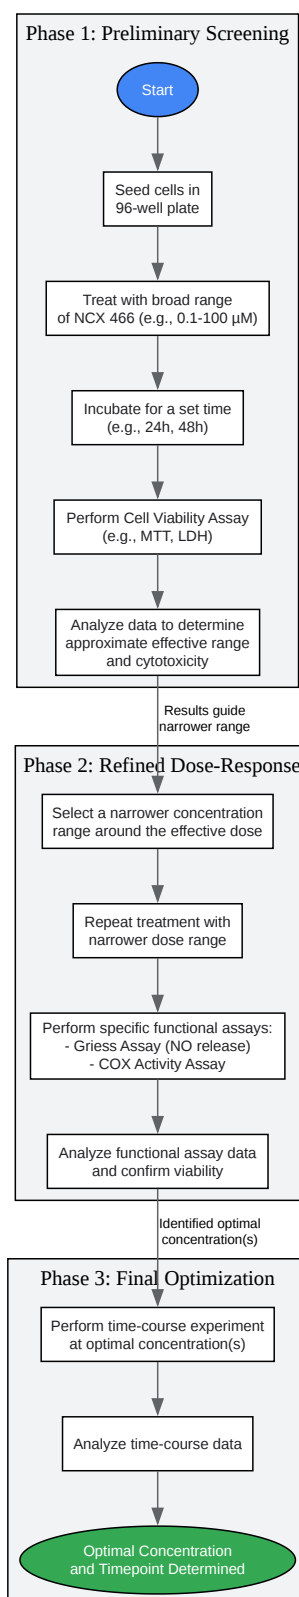 Phase 1: Preliminary Screening
Start
Seed cells in
96-well plate
Treat with broad range
of NCX 466 (e.g., 0.1-100 µM)
Incubate for a set time
(e.g., 24h, 48h)
Perform Cell Viability Assay
(e.g., MTT, LDH)
Analyze data to determine
approximate effective range
and cytotoxicity
Results guide
narrower range
Phase 2: Refined Dose-Response
Select a narrower concentration
range around the effective dose
Repeat treatment with
narrower dose range
Perform specific functional assays:
- Griess Assay (NO release)
- COX Activity Assay
Analyze functional assay data
and confirm viability
Identified optimal
concentration(s)
Phase 3: Final Optimization
Perform time-course experiment
at optimal concentration(s)
Analyze time-course data
Optimal Concentration
and Timepoint Determined